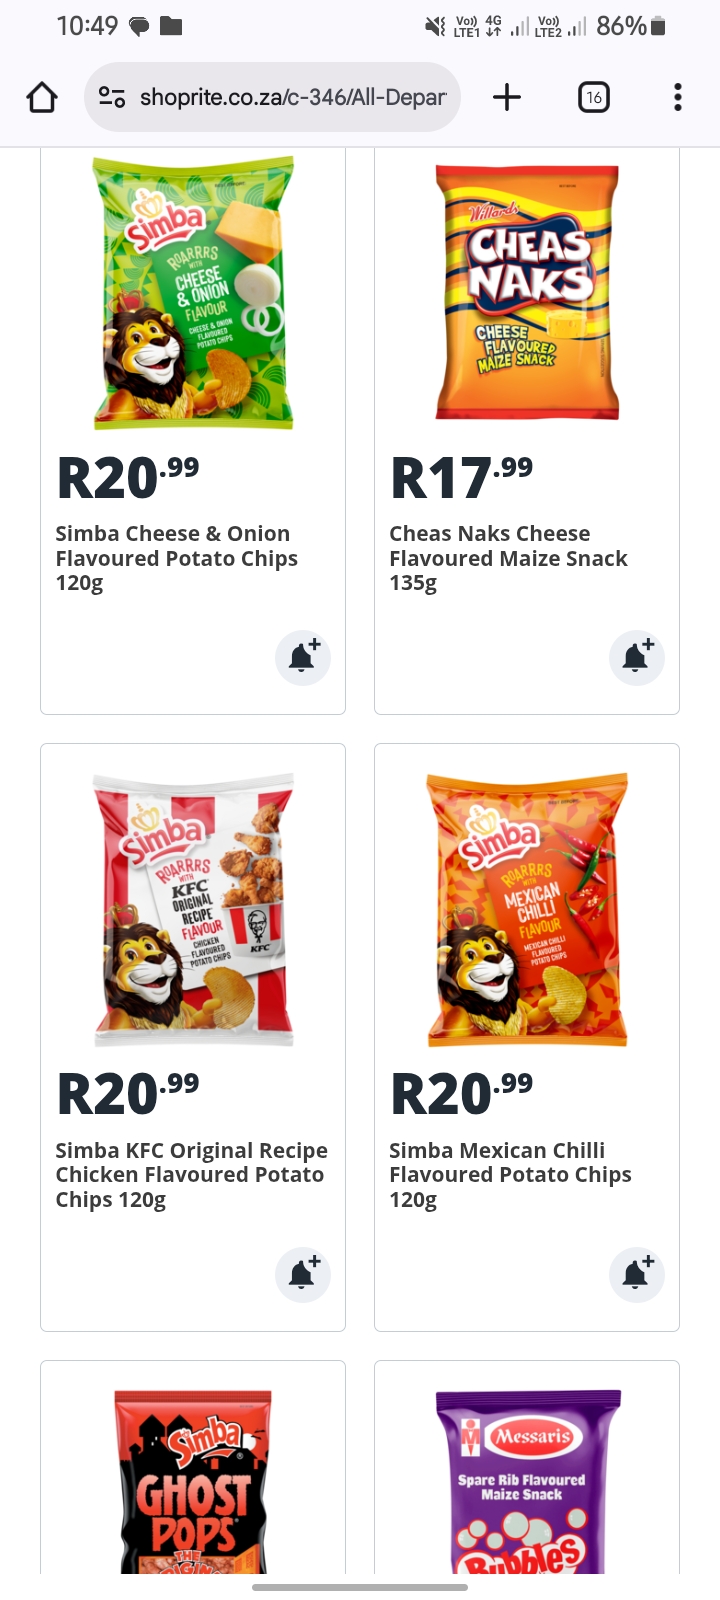 10:49
Vo)) LTE1 4G Vo)) LTE2 86%
shoprite.co.za/c-346/All-Depar
16
Simba
ROARRRS
WITH
CHEESE
& ONION
FLAVOUR
CHEESE & ONION
FLAVOURED
POTATO CHIPS
R20.99
Simba Cheese & Onion
Flavoured Potato Chips
120g
Willards
CHEAS
NAKS
CHEESE
FLAVOURED
MAIZE SNACK
R17.99
Cheas Naks Cheese
Flavoured Maize Snack
135g
Simba
ROARRRS
WITH
KFC
ORIGINAL
RECIPE
FLAVOUR
CHICKEN
FLAVOURED
POTATO CHIPS
KFC
R20.99
Simba KFC Original Recipe
Chicken Flavoured Potato
Chips 120g
Simba
ROARRRS
WITH
MEXICAN
CHILLI
FLAVOUR
MEXICAN CHILLI
FLAVOURED
POTATO CHIPS
R20.99
Simba Mexican Chilli
Flavoured Potato Chips
120g
Simba
GHOST
POPS
THE
Messaris
Spare Rib Flavoured
Maize Snack
Bubbles